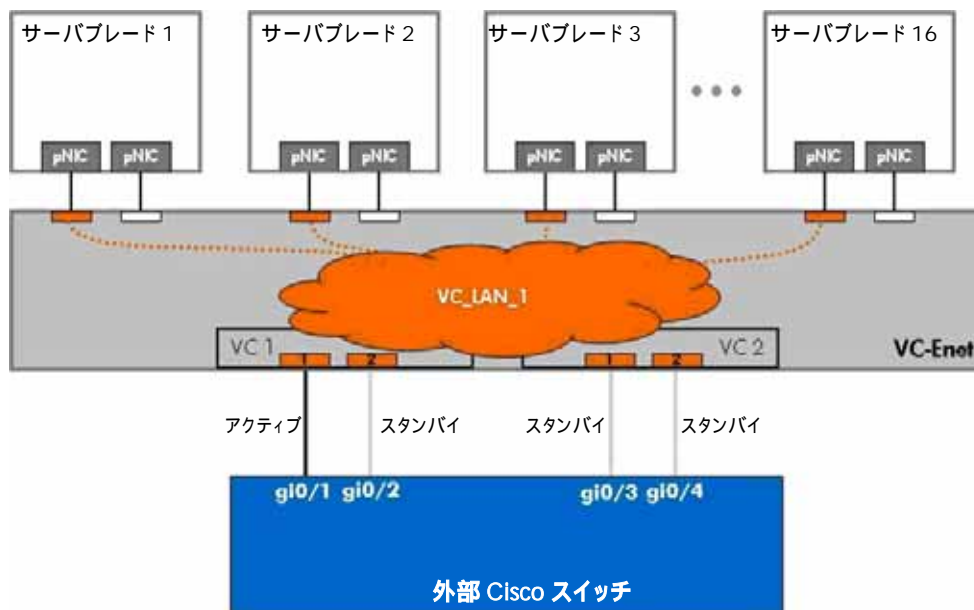 サーバブレード 1
サーバブレード 2
サーバブレード 3
サーバブレード 16
pNIC pNIC
pNIC pNIC
pNIC pNIC
pNIC pNIC
VC_LAN_1
VC 1
1 2
1 2
VC 2
VC-Enet
アクティブ
スタンバイ
スタンバイ
スタンバイ
gi0/1 gi0/2
gi0/3 gi0/4
外部 Cisco スイッチ